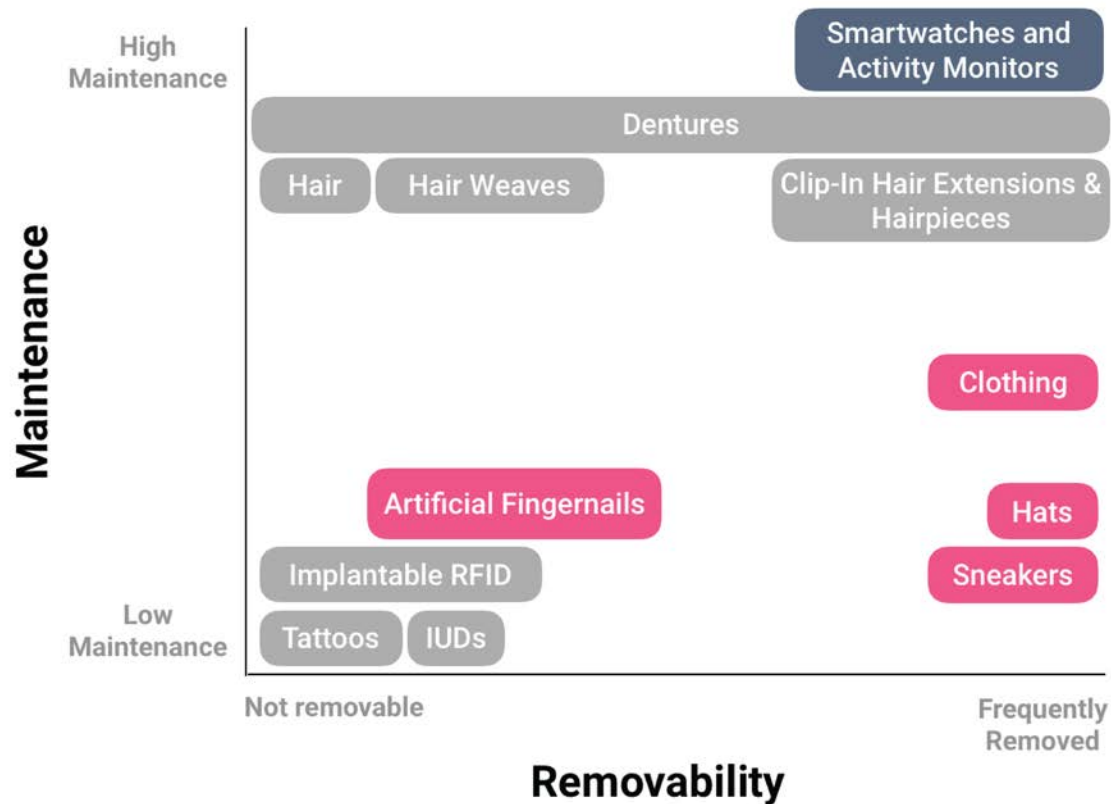 High
Maintenance
Smartwatches and
Activity Monitors
Dentures
Hair
Hair Weaves
Clip-In Hair Extensions &
Hairpieces
Maintenance
Clothing
Artificial Fingernails
Hats
Implantable RFID
Sneakers
Low
Maintenance
Tattoos
IUDs
Not removable
Frequently
Removed
Removability